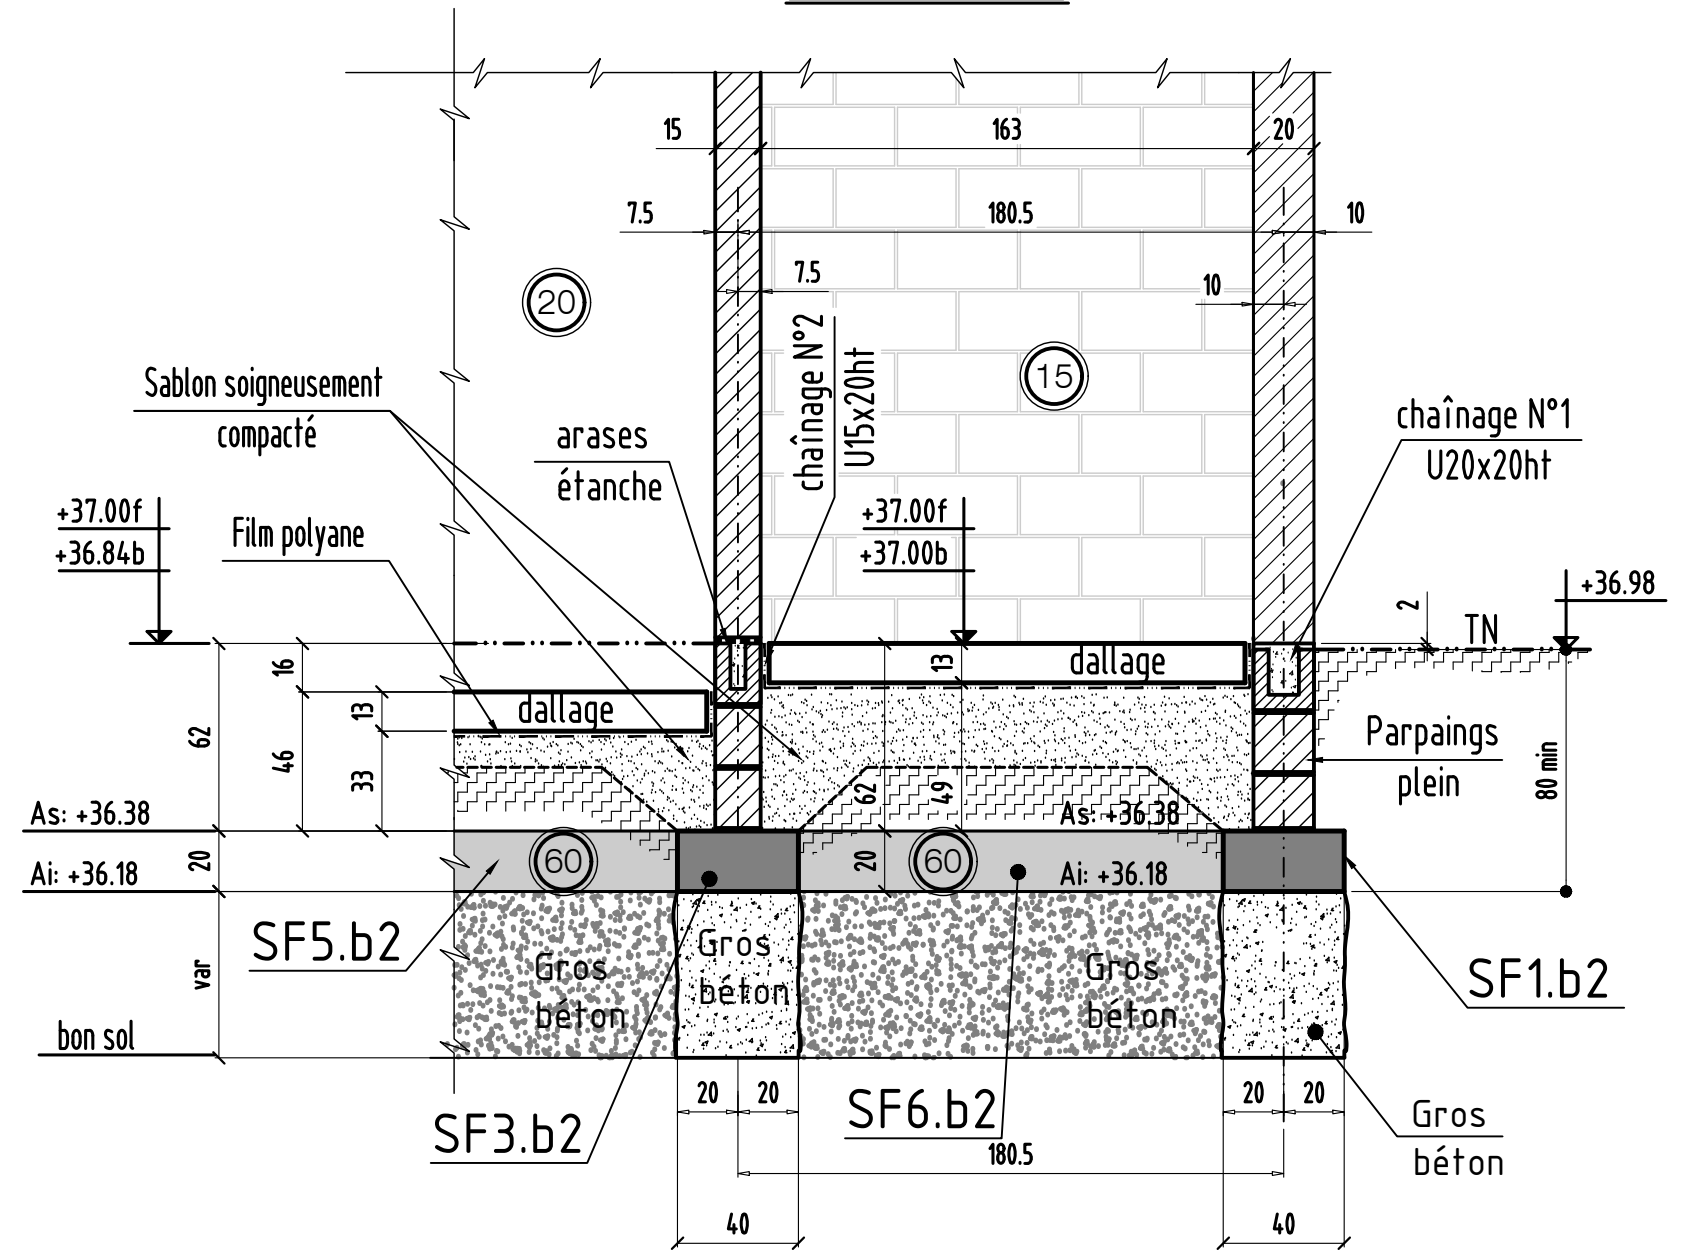 15
163
20
7.5
180.5
10
7.5
10
20
15
Sablon soigneusement
compacté
arases
étanche
chaînage N°2
U15x20ht
chaînage N°1
U20x20ht
+37.00f
+36.84b
Film polyane
+37.00f
+37.00b
+36.98
2
TN
16
13
dallage
dallage
13
62
46
33
62
49
Parpaings
plein
80 min
As: +36.38
As: +36.38
20
60
20
60
Ai: +36.18
Ai: +36.18
SF5.b2
Gros
béton
Gros
béton
Gros
béton
SF1.b2
var
bon sol
20
20
SF3.b2
SF6.b2
20
20
Gros
béton
180.5
40
40